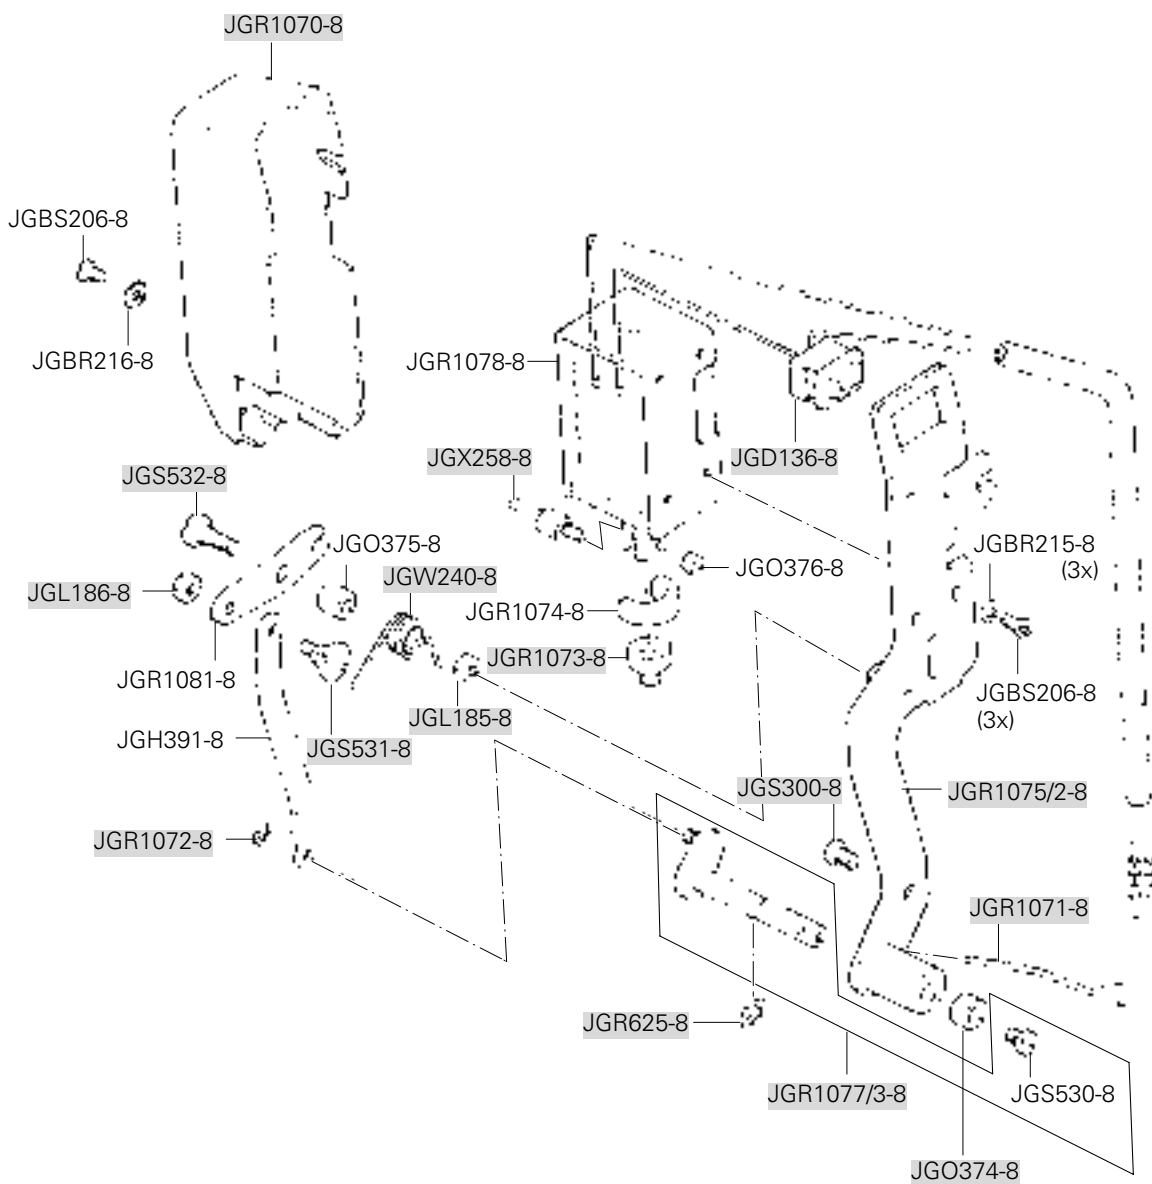 JGR1070-8
JGBS206-8
JGBR216-8
JGR1078-8
JGX258-8
JGD136-8
JGS532-8
JGO375-8
JGBR215-8
(3x)
JGW240-8
JGO376-8
JGL186-8
JGR1074-8
JGR1073-8
JGR1081-8
JGBS206-8
(3x)
JGL185-8
JGH391-8
JGS531-8
JGS300-8
JGR1075/2-8
JGR1072-8
JGR1071-8
JGR625-8
JGR1077/3-8
JGS530-8
JGO374-8